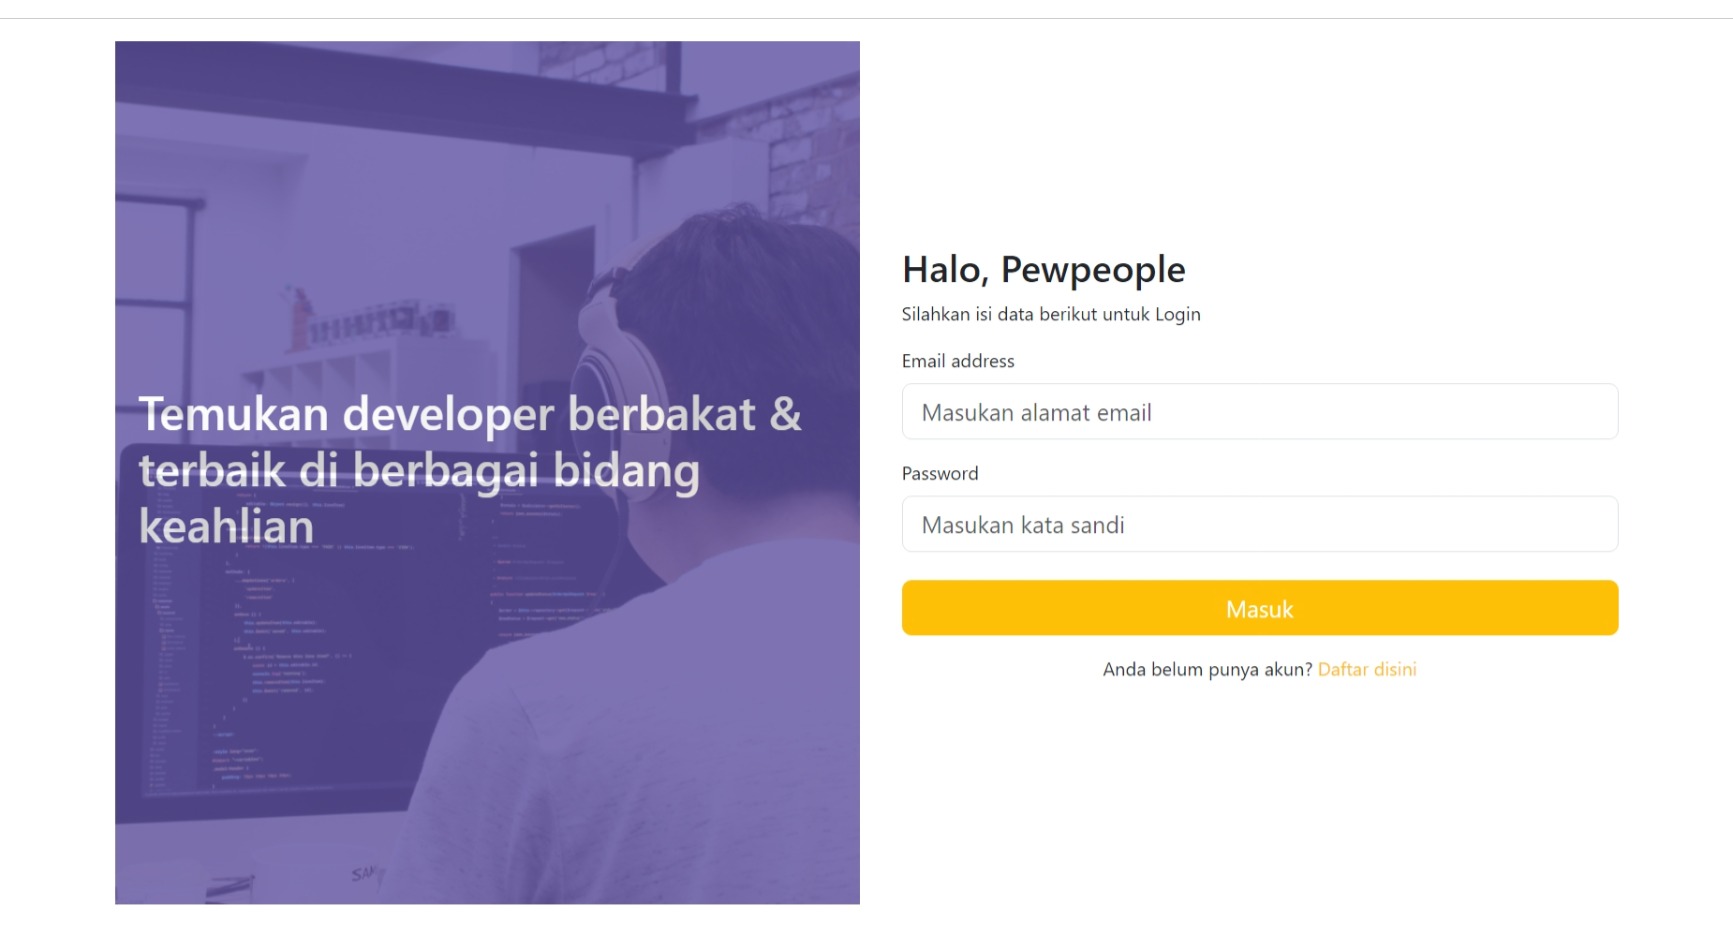 Temukan developer berbakat &
terbaik di berbagai bidang
keahlian
Halo, Pewpeople
Silahkan isi data berikut untuk Login
Email address
Masukan alamat email
Password
Masukan kata sandi
Masuk
Anda belum punya akun? Daftar disini